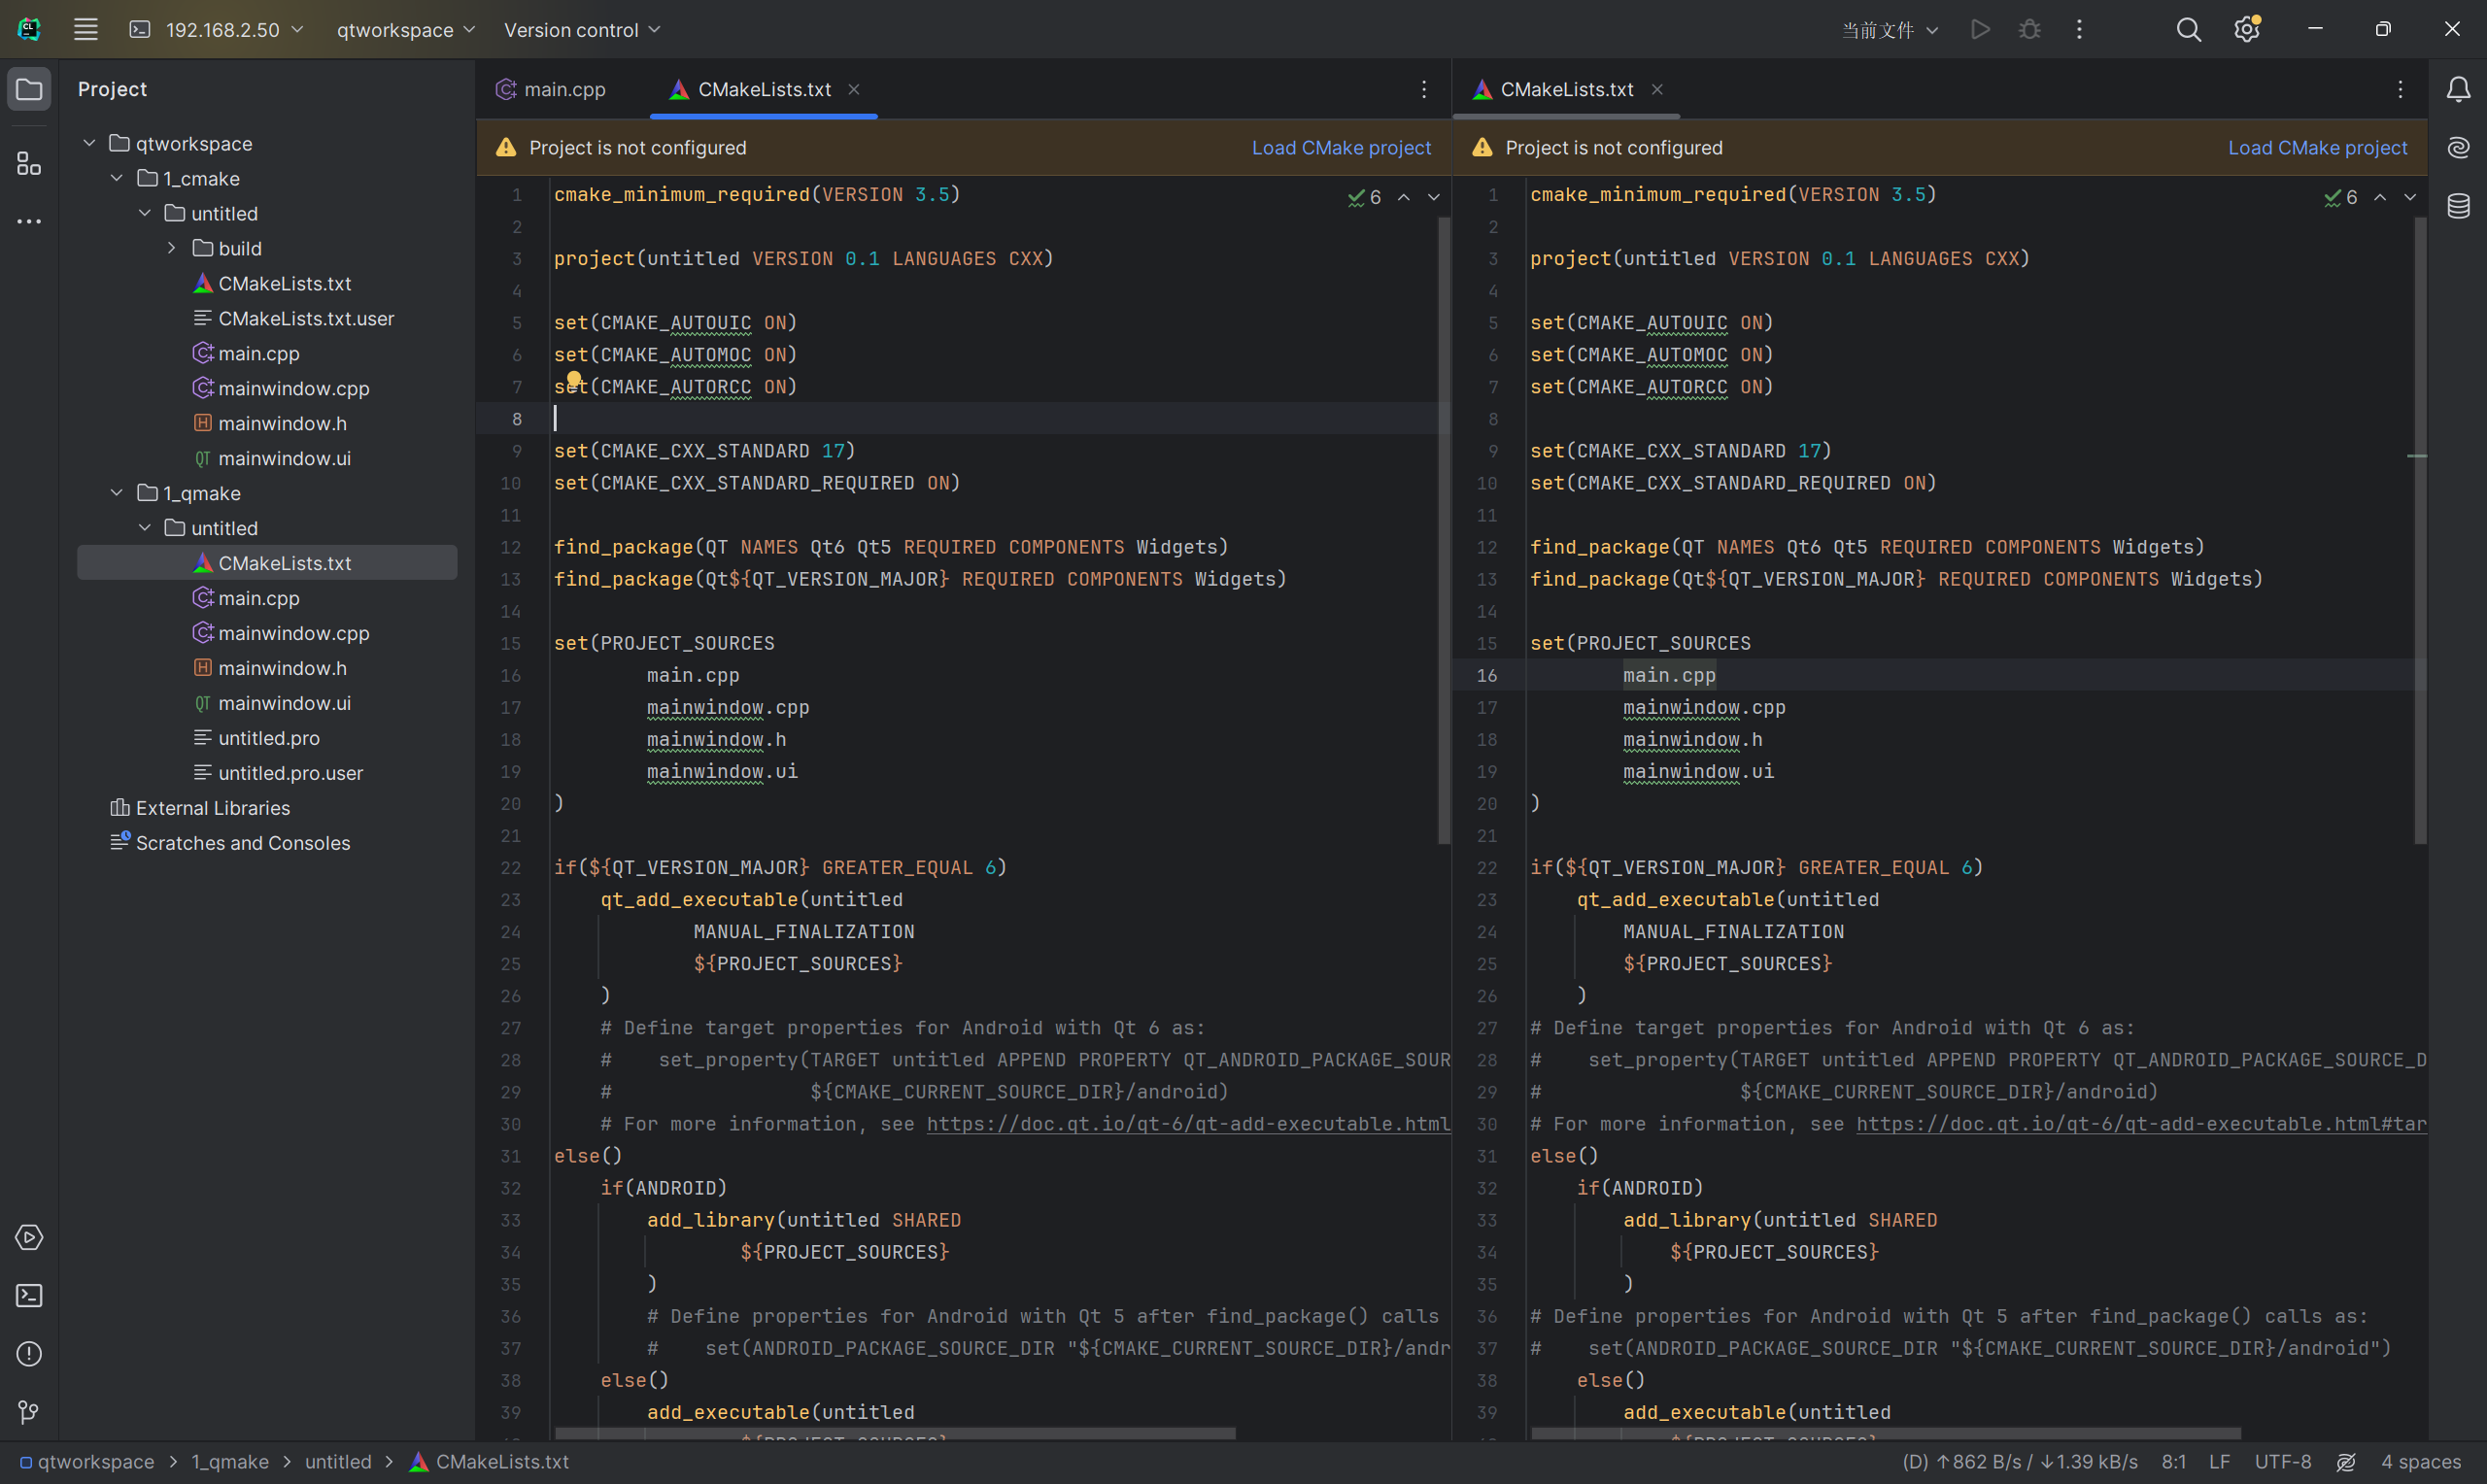 192.168.2.50
qtworkspace
Version control
当前文件
Project
qtworkspace
1_cmake
untitled
build
CMakeLists.txt
CMakeLists.txt.user
main.cpp
mainwindow.cpp
mainwindow.h
mainwindow.ui
1_qmake
untitled
CMakeLists.txt
main.cpp
mainwindow.cpp
mainwindow.h
mainwindow.ui
untitled.pro
untitled.pro.user
External Libraries
Scratches and Consoles
main.cpp
CMakeLists.txt
Project is not configured
Load CMake project
6
1 cmake_minimum_required(VERSION 3.5)
2
3 project(untitled VERSION 0.1 LANGUAGES CXX)
4
5 set(CMAKE_AUTOUIC ON)
6 set(CMAKE_AUTOMOC ON)
7 set(CMAKE_AUTORCC ON)
8
9 set(CMAKE_CXX_STANDARD 17)
10 set(CMAKE_CXX_STANDARD_REQUIRED ON)
11
12 find_package(QT NAMES Qt6 Qt5 REQUIRED COMPONENTS Widgets)
13 find_package(Qt${QT_VERSION_MAJOR} REQUIRED COMPONENTS Widgets)
14
15 set(PROJECT_SOURCES
16 main.cpp
17 mainwindow.cpp
18 mainwindow.h
19 mainwindow.ui
20 )
21
22 if(${QT_VERSION_MAJOR} GREATER_EQUAL 6)
23 qt_add_executable(untitled
24 MANUAL_FINALIZATION
25 ${PROJECT_SOURCES}
26 )
27 # Define target properties for Android with Qt 6 as:
28 # set_property(TARGET untitled APPEND PROPERTY QT_ANDROID_PACKAGE_SOUR
29 # ${CMAKE_CURRENT_SOURCE_DIR}/android)
30 # For more information, see https://doc.qt.io/qt-6/qt-add-executable.html
31 else()
32 if(ANDROID)
33 add_library(untitled SHARED
34 ${PROJECT_SOURCES}
35 )
36 # Define properties for Android with Qt 5 after find_package() calls
37 # set(ANDROID_PACKAGE_SOURCE_DIR "${CMAKE_CURRENT_SOURCE_DIR}/andr
38 else()
39 add_executable(untitled
CMakeLists.txt
Project is not configured
Load CMake project
6
1 cmake_minimum_required(VERSION 3.5)
2
3 project(untitled VERSION 0.1 LANGUAGES CXX)
4
5 set(CMAKE_AUTOUIC ON)
6 set(CMAKE_AUTOMOC ON)
7 set(CMAKE_AUTORCC ON)
8
9 set(CMAKE_CXX_STANDARD 17)
10 set(CMAKE_CXX_STANDARD_REQUIRED ON)
11
12 find_package(QT NAMES Qt6 Qt5 REQUIRED COMPONENTS Widgets)
13 find_package(Qt${QT_VERSION_MAJOR} REQUIRED COMPONENTS Widgets)
14
15 set(PROJECT_SOURCES
16 main.cpp
17 mainwindow.cpp
18 mainwindow.h
19 mainwindow.ui
20 )
21
22 if(${QT_VERSION_MAJOR} GREATER_EQUAL 6)
23 qt_add_executable(untitled
24 MANUAL_FINALIZATION
25 ${PROJECT_SOURCES}
26 )
27 # Define target properties for Android with Qt 6 as:
28 # set_property(TARGET untitled APPEND PROPERTY QT_ANDROID_PACKAGE_SOURCE_D
29 # ${CMAKE_CURRENT_SOURCE_DIR}/android)
30 # For more information, see https://doc.qt.io/qt-6/qt-add-executable.html#tar
31 else()
32 if(ANDROID)
33 add_library(untitled SHARED
34 ${PROJECT_SOURCES}
35 )
36 # Define properties for Android with Qt 5 after find_package() calls as:
37 # set(ANDROID_PACKAGE_SOURCE_DIR "${CMAKE_CURRENT_SOURCE_DIR}/android")
38 else()
39 add_executable(untitled
qtworkspace > 1_qmake > untitled > CMakeLists.txt
(D) ↑862 B/s / ↓1.39 kB/s
8:1
LF
UTF-8
4 spaces